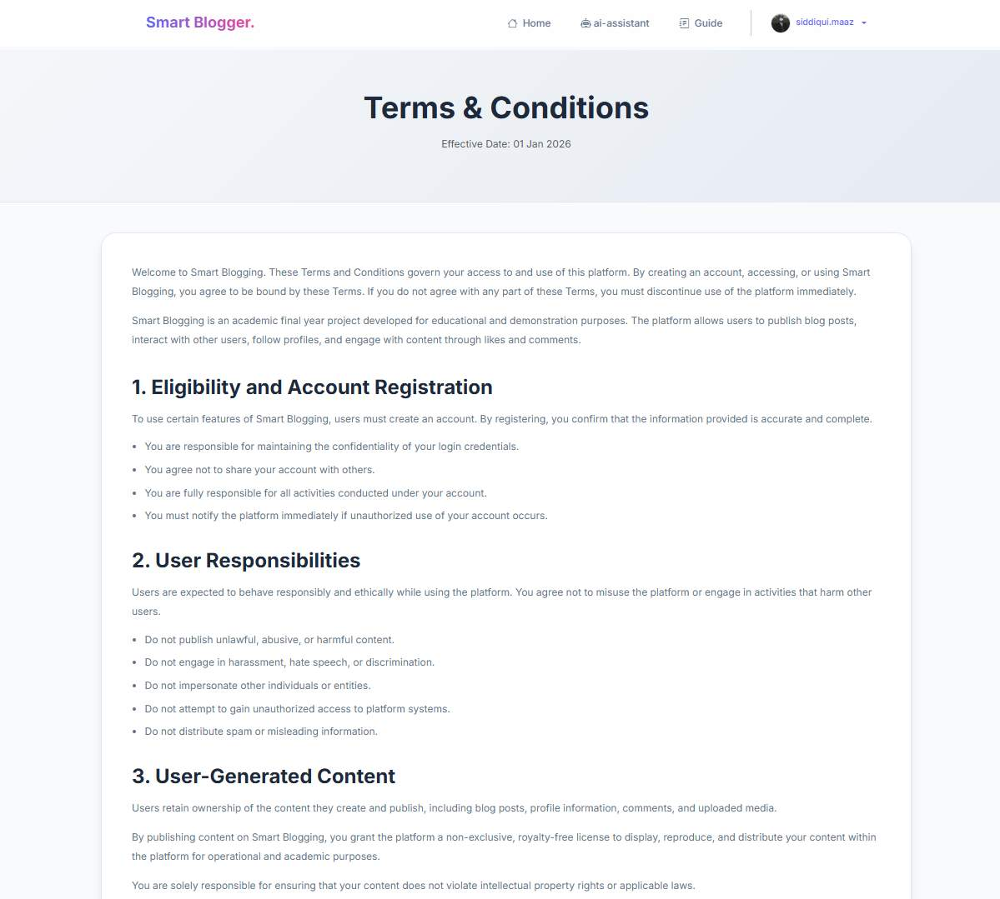 Smart Blogger.
Home
ai-assistant
Guide
siddiqui.maaz
Terms & Conditions
Effective Date: 01 Jan 2026
Welcome to Smart Blogging. These Terms and Conditions govern your access to and use of this platform. By creating an account, accessing, or using Smart
Blogging, you agree to be bound by these Terms. If you do not agree with any part of these Terms, you must discontinue use of the platform immediately.
Smart Blogging is an academic final year project developed for educational and demonstration purposes. The platform allows users to publish blog posts,
interact with other users, follow profiles, and engage with content through likes and comments.
1. Eligibility and Account Registration
To use certain features of Smart Blogging, users must create an account. By registering, you confirm that the information provided is accurate and complete.
• You are responsible for maintaining the confidentiality of your login credentials.
• You agree not to share your account with others.
• You are fully responsible for all activities conducted under your account.
• You must notify the platform immediately if unauthorized use of your account occurs.
2. User Responsibilities
Users are expected to behave responsibly and ethically while using the platform. You agree not to misuse the platform or engage in activities that harm other
users.
• Do not publish unlawful, abusive, or harmful content.
• Do not engage in harassment, hate speech, or discrimination.
• Do not impersonate other individuals or entities.
• Do not attempt to gain unauthorized access to platform systems.
• Do not distribute spam or misleading information.
3. User-Generated Content
Users retain ownership of the content they create and publish, including blog posts, profile information, comments, and uploaded media.
By publishing content on Smart Blogging, you grant the platform a non-exclusive, royalty-free license to display, reproduce, and distribute your content within
the platform for operational and academic purposes.
You are solely responsible for ensuring that your content does not violate intellectual property rights or applicable laws.